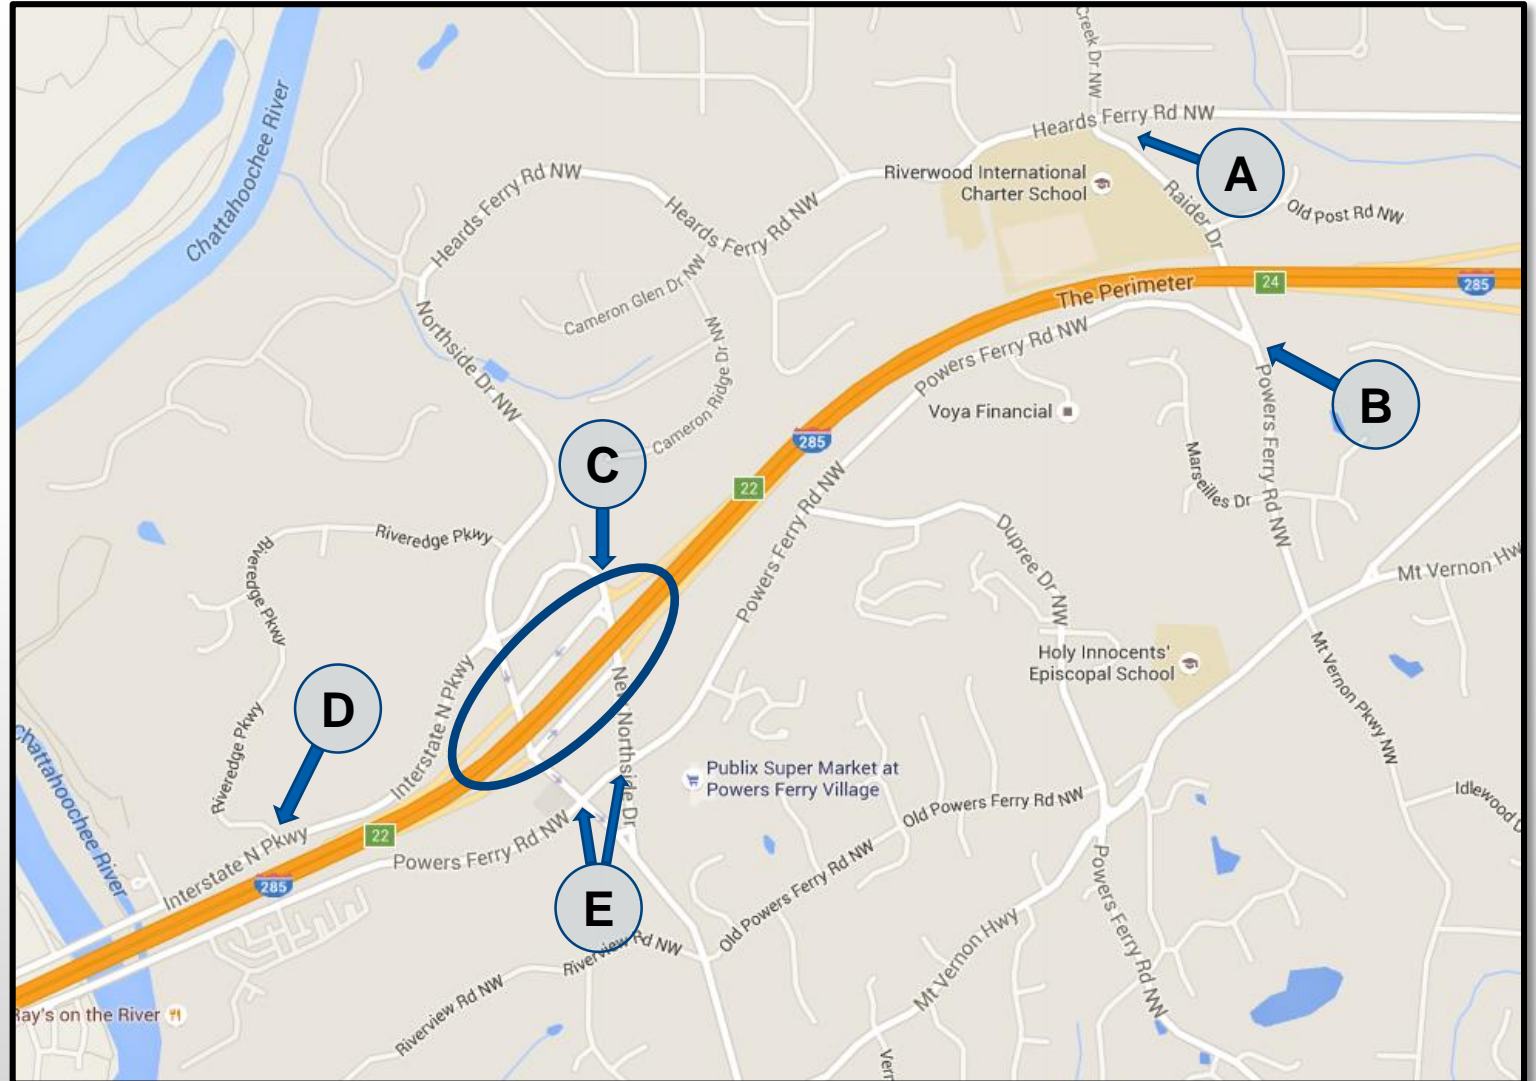 Creek Dr NW
Chattahoochee River
Heards Ferry Rd NW
A
Riverwood International
Charter School
Heards Ferry Rd NW
Heards Ferry Rd NW
Heards Ferry Rd NW
Raider Dr
Old Post Rd NW
The Perimeter
24
285
Cameron Glen Dr NW
Northside Dr NW
Powers Ferry Rd NW
Cameron Ridge Dr NW
Voya Financial
B
285
Powers Ferry Rd NW
C
22
Marseilles Dr
Riveredge Pkwy
Riveredge Pkwy
Powers Ferry Rd NW
Dupree Dr NW
Mt Vernon Hw
Holy Innocents'
Episcopal School
Interstate N Pkwy
New Northside Dr
Mt Vernon Pkwy NW
D
Riveredge Pkwy
Chattahoochee River
Publix Super Market at
Powers Ferry Village
Old Powers Ferry Rd NW
Idlewood D
22
Interstate N Pkwy
Powers Ferry Rd NW
285
E
Old Powers Ferry Rd NW
Powers Ferry Rd NW
Riverview Rd NW
Mt Vernon Hwy
Riverview Rd NW
Ray's on the River
Vern